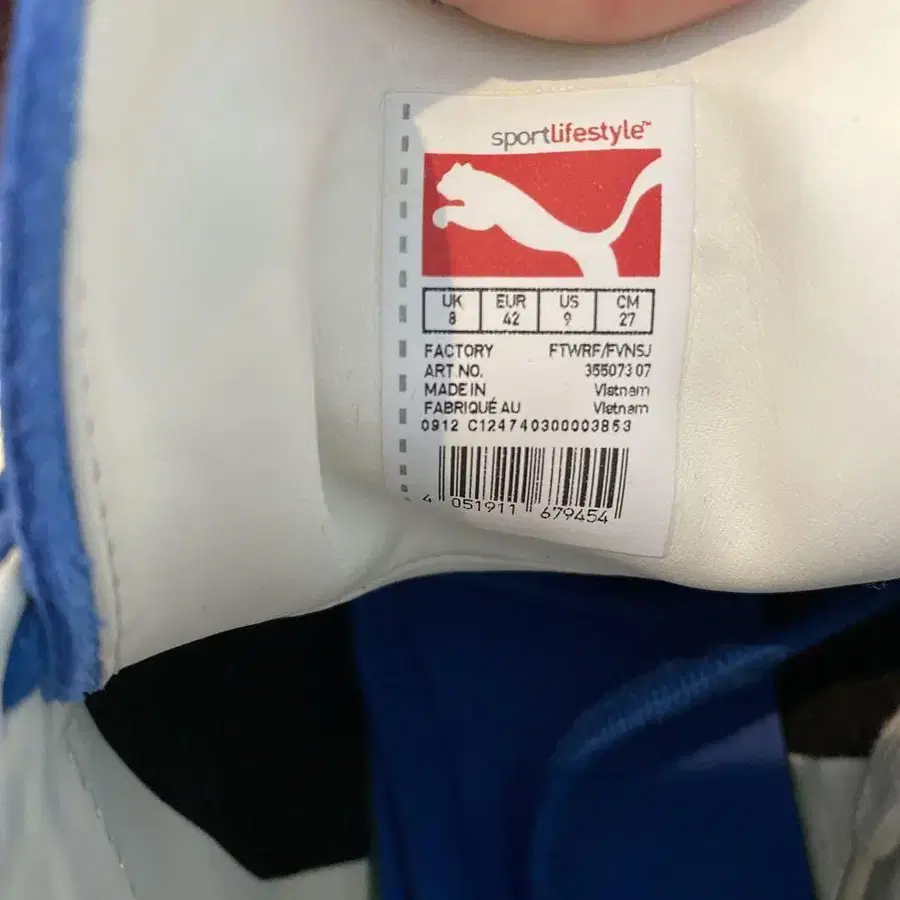 sportlifestyle™
UK EUR US CM
8 42 9 27
FACTORY FTWRF/FVNSJ
ART NO. 355073 07
MADE IN Vietnam
FABRIQUÉ AU Vietnam
0912 C124740300003853
4 051911 679454